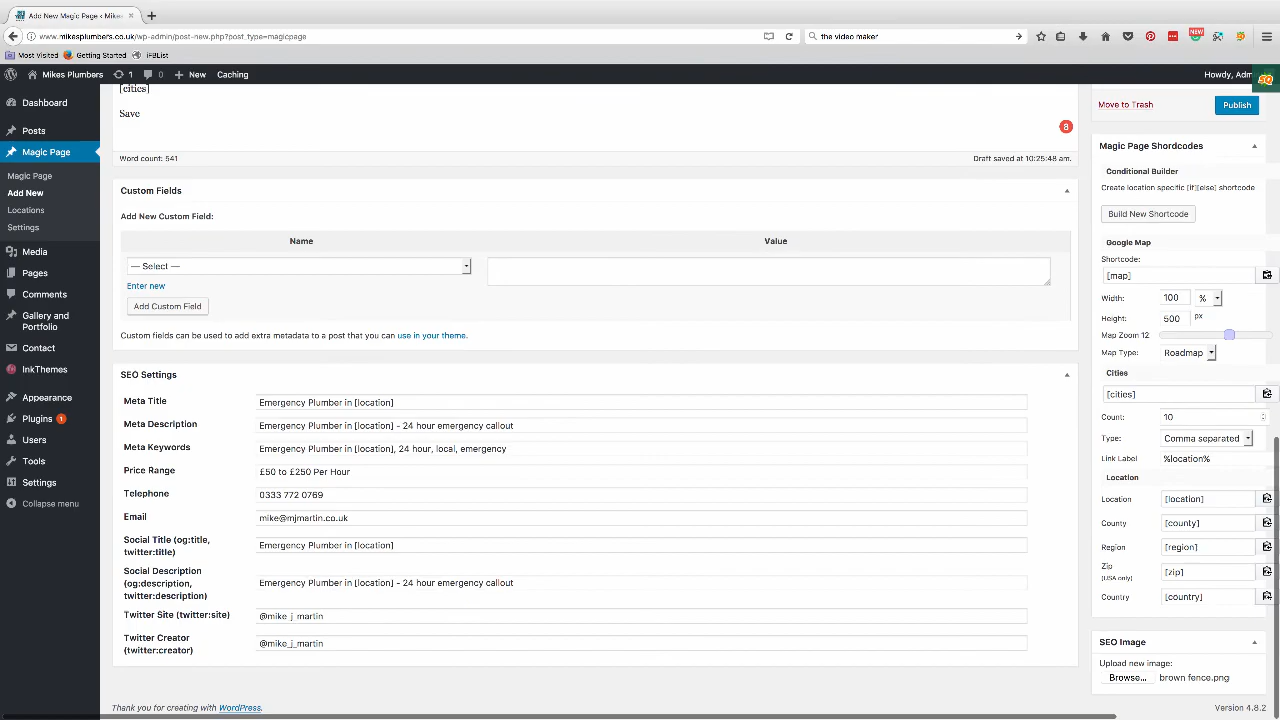 Add New Magic Page ‹ Mikes
www.mikesplumbers.co.uk/wp-admin/post-new.php?post_type=magicpage
the video maker
NEW
Most Visited
Getting Started
iFBList
Mikes Plumbers
1
0
New
Caching
Howdy, Adm
SQ
Dashboard
Posts
Magic Page
Magic Page
Add New
Locations
Settings
Media
Pages
Comments
Gallery and
Portfolio
Contact
InkThemes
Appearance
Plugins 1
Users
Tools
Settings
Collapse menu
[cities]
Save
8
Word count: 541
Draft saved at 10:25:48 am.
Custom Fields
Add New Custom Field:
Name
Value
— Select —
Enter new
Add Custom Field
Custom fields can be used to add extra metadata to a post that you can use in your theme.
SEO Settings
Meta Title
Emergency Plumber in [location]
Meta Description
Emergency Plumber in [location] - 24 hour emergency callout
Meta Keywords
Emergency Plumber in [location], 24 hour, local, emergency
Price Range
£50 to £250 Per Hour
Telephone
0333 772 0769
Email
mike@mjmartin.co.uk
Social Title (og:title,
twitter:title)
Emergency Plumber in [location]
Social Description
(og:description,
twitter:description)
Emergency Plumber in [location] - 24 hour emergency callout
Twitter Site (twitter:site)
@mike_j_martin
Twitter Creator
(twitter:creator)
@mike_j_martin
Thank you for creating with WordPress.
Move to Trash
Publish
Magic Page Shordcodes
Conditional Builder
Create location specific [if][else] shortcode
Build New Shortcode
Google Map
Shortcode:
[map]
Width:
100
%
Height:
500
px
Map Zoom 12
Map Type:
Roadmap
Cities
[cities]
Count:
10
Type:
Comma separated
Link Label
%location%
Location
Location
[location]
County
[county]
Region
[region]
Zip
(USA only)
[zip]
Country
[country]
SEO Image
Upload new image:
Browse...
brown fence.png
Version 4.8.2